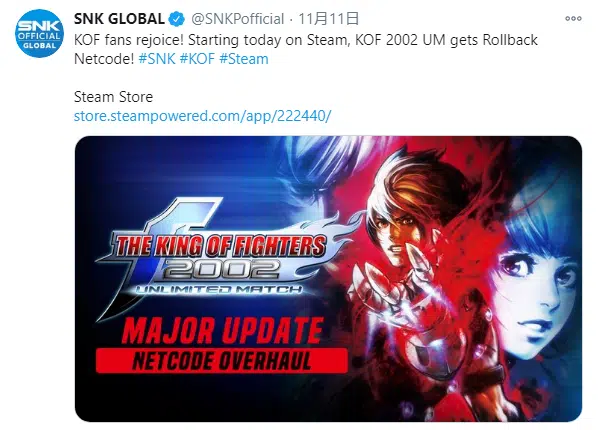 SNK GLOBAL @SNKPofficial · 11月11日
KOF fans rejoice! Starting today on Steam, KOF 2002 UM gets Rollback
Netcode! #SNK #KOF #Steam
Steam Store
store.steampowered.com/app/222440/
SNK
OFFICIAL
GLOBAL
THE KING OF FIGHTERS
2002
UNLIMITED MATCH
MAJOR UPDATE
NETCODE OVERHAUL